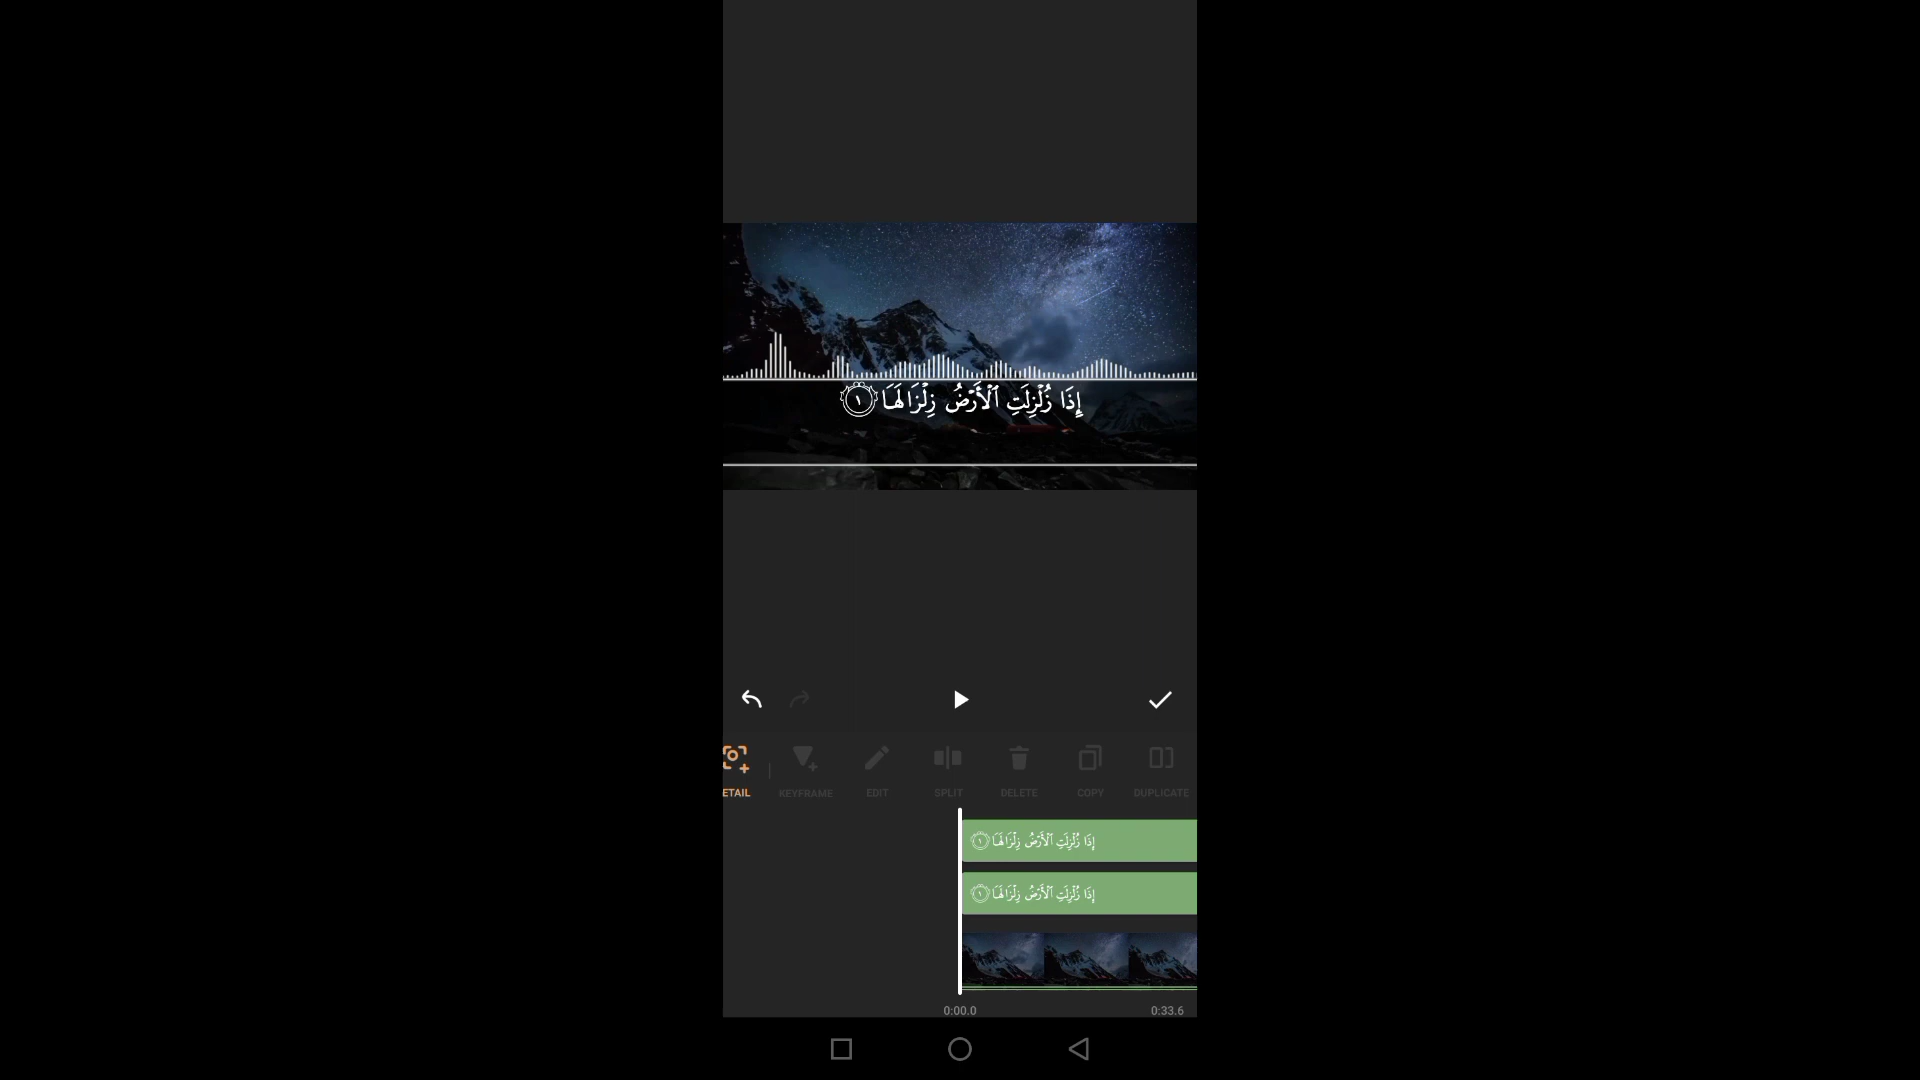 إِذَا زُلْزِلَتِ ٱلْأَرْضُ زِلْزَالَهَا ١
ETAIL
KEYFRAME
EDIT
SPLIT
DELETE
COPY
DUPLICATE
إِذَا زُلْزِلَتِ ٱلْأَرْضُ زِلْزَالَهَا ١
إِذَا زُلْزِلَتِ ٱلْأَرْضُ زِلْزَالَهَا ١
0:00.0 0:33.6